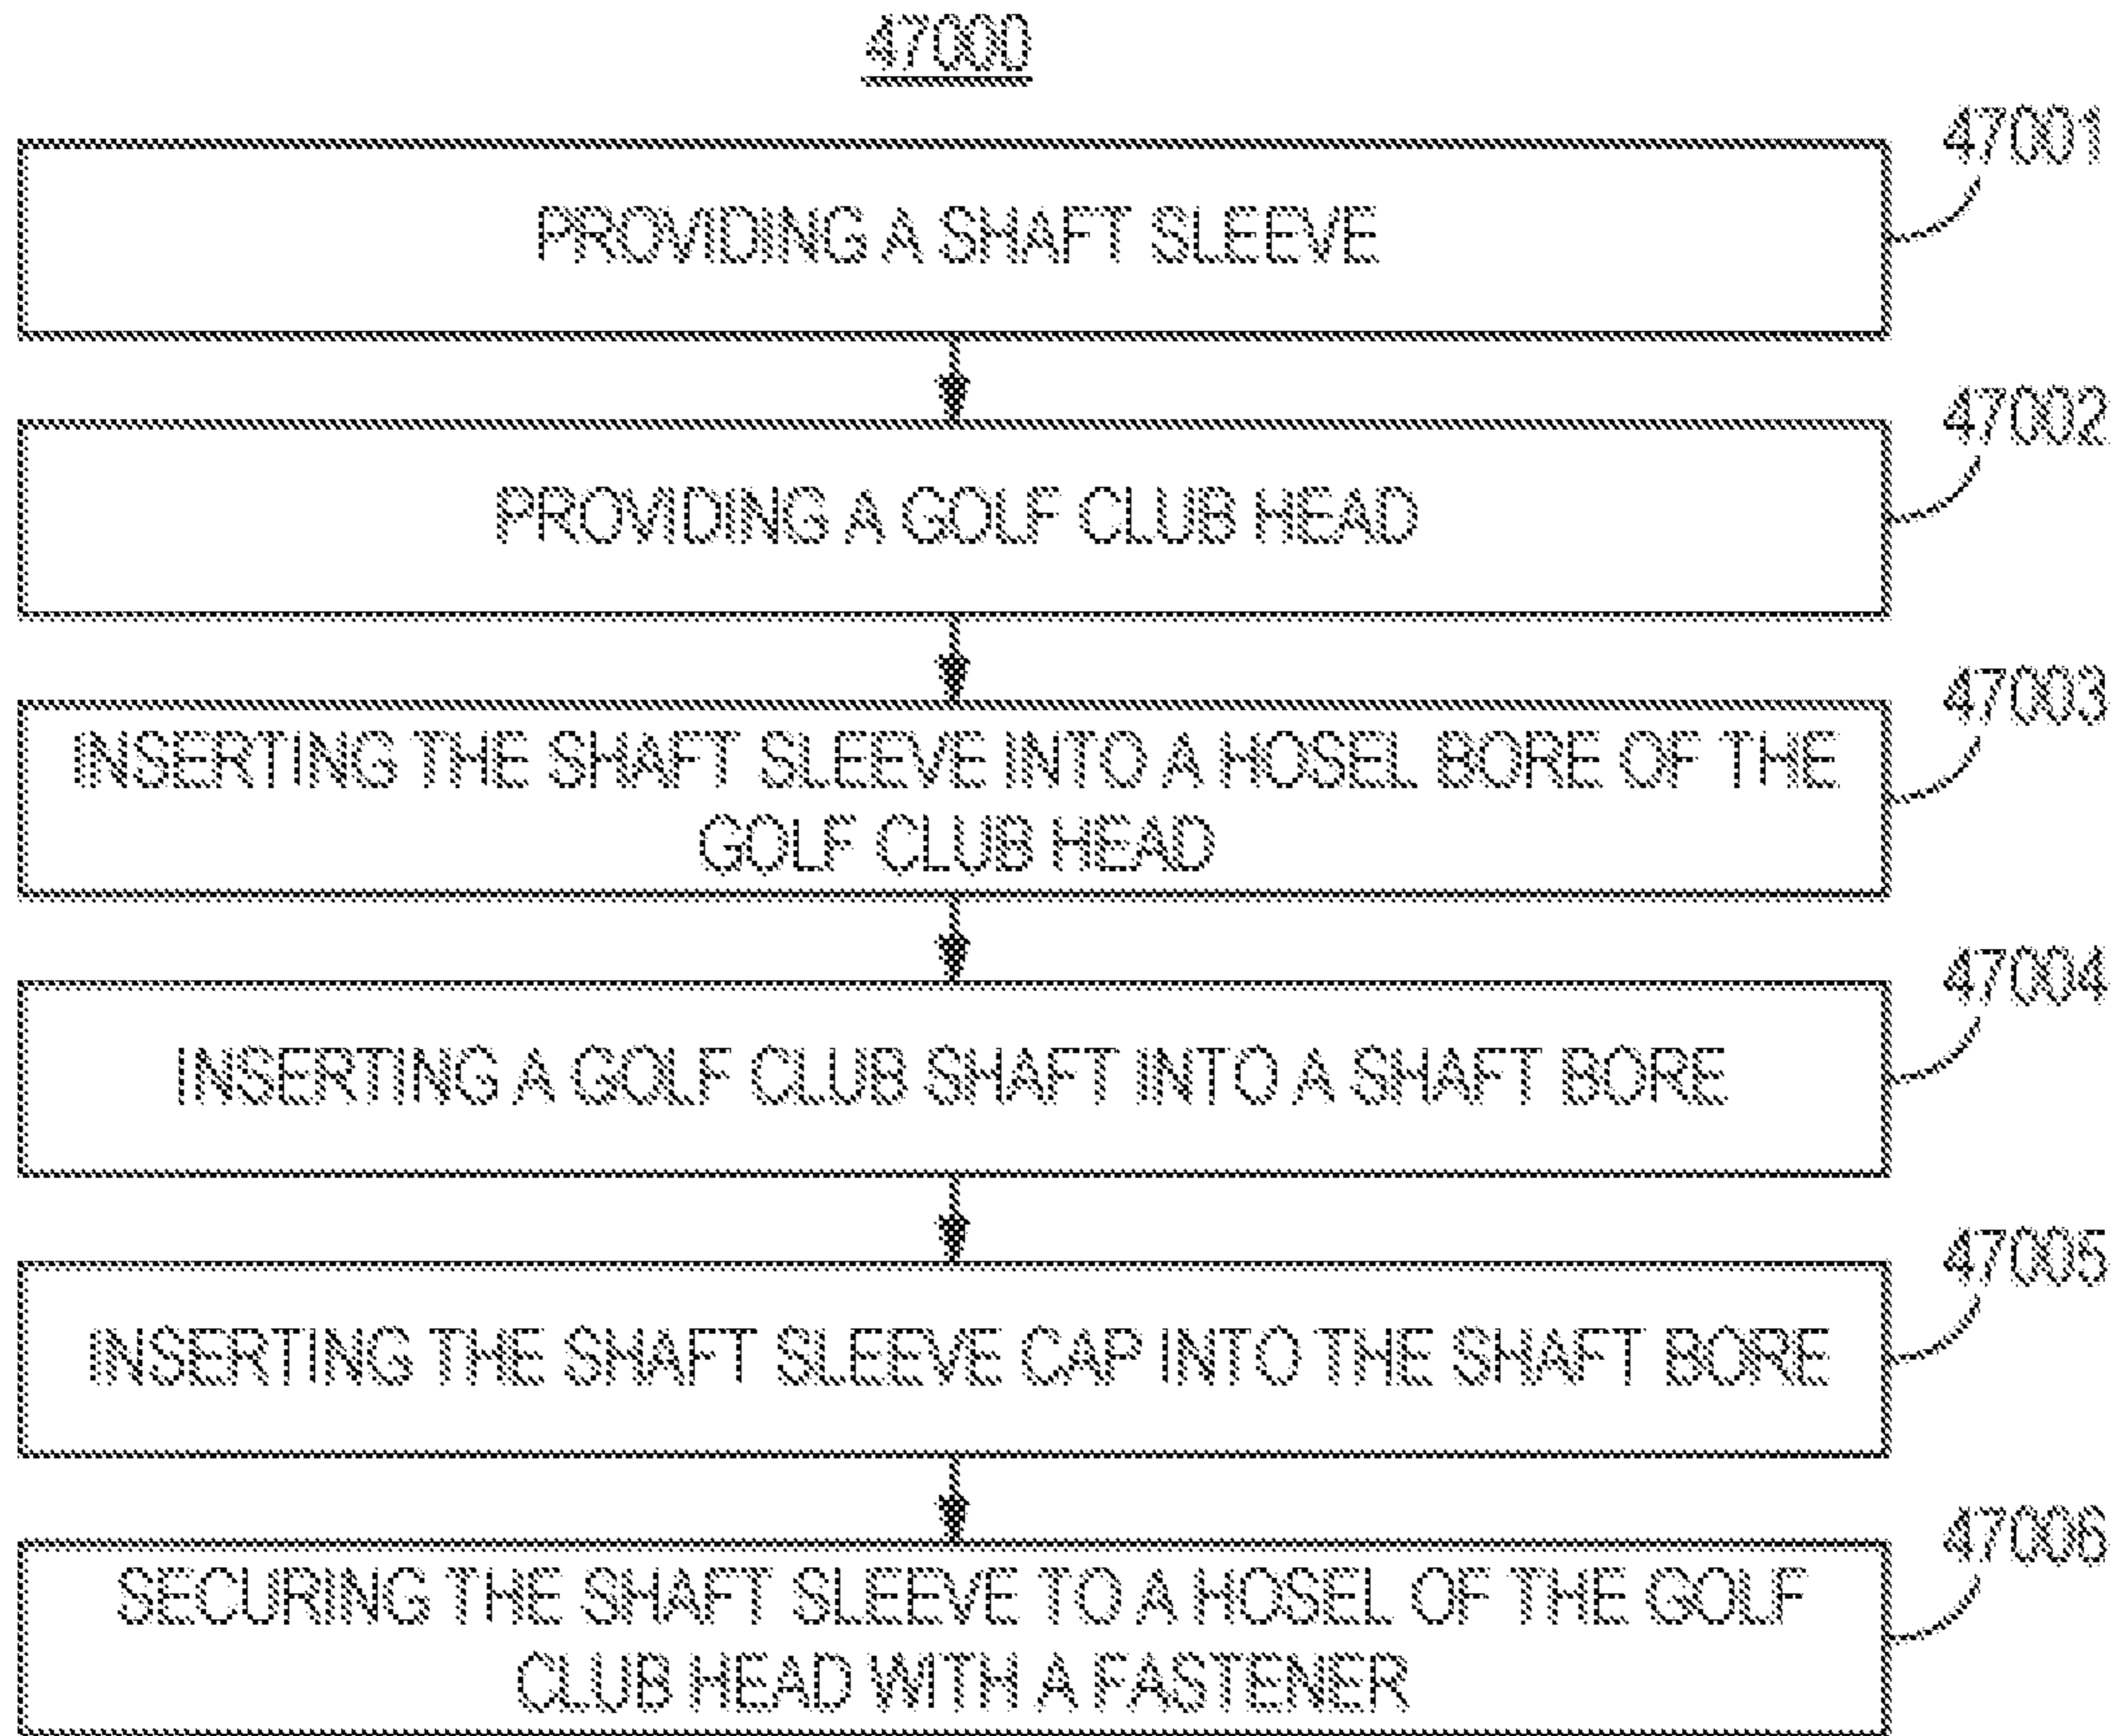 47000
47001
PROVIDING A SHAFT SLEEVE
47002
PROVIDING A GOLF CLUB HEAD
47003
INSERTING THE SHAFT SLEEVE INTO A HOSEL BORE OF THE
GOLF CLUB HEAD
47004
INSERTING A GOLF CLUB SHAFT INTO A SHAFT BORE
47005
INSERTING THE SHAFT SLEEVE CAP INTO THE SHAFT BORE
47006
SECURING THE SHAFT SLEEVE TO A HOSEL OF THE GOLF
CLUB HEAD WITH A FASTENER